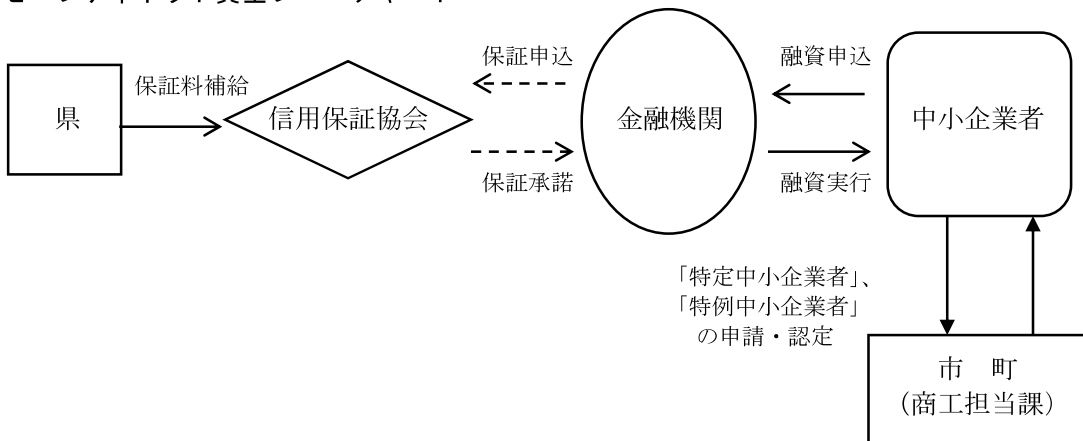 保証料補給
県
信用保証協会
保証申込
保証承諾
金融機関
融資申込
融資実行
中小企業者
「特定中小企業者」、
「特例中小企業者」
の申請・認定
市　町
（商工担当課）